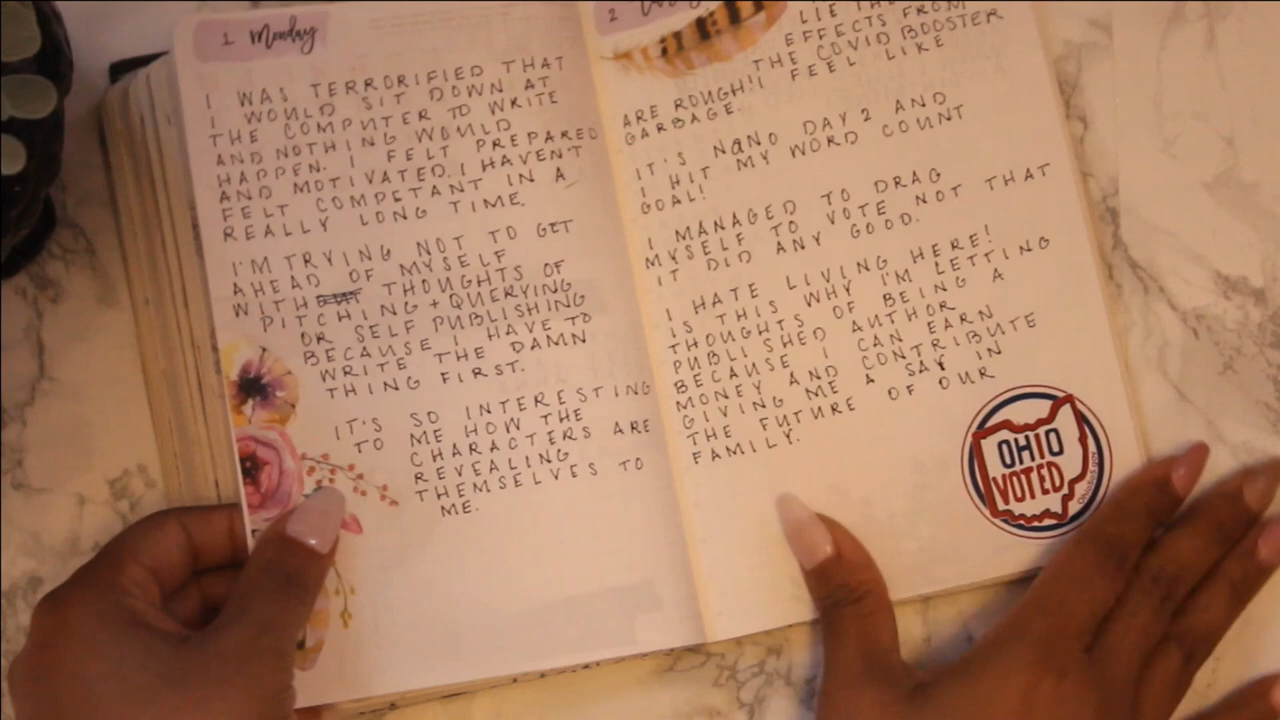 1 Monday
I WAS TERRORIFIED THAT
I WOULD SIT DOWN AT
THE COMPUTER TO WRITE
AND NOTHING WOULD
HAPPEN. I FELT PREPARED
AND MOTIVATED. I HAVEN'T
FELT COMPETANT IN A
REALLY LONG TIME.
I'M TRYING NOT TO GET
AHEAD OF MYSELF
WITH THOUGHTS OF
PITCHING + QUERYING
OR SELF PUBLISHING
BECAUSE I HAVE TO
WRITE THE DAMN
THING FIRST.
IT'S SO INTERESTING
TO ME HOW THE
CHARACTERS ARE
REVEALING
THEMSELVES TO
ME.
2
LIE
EFFECTS FROM
THE COVID BOOSTER
ARE ROUGH!! I FEEL LIKE
GARBAGE.
IT'S NaNO DAY 2 AND
I HIT MY WORD COUNT
GOAL!
I MANAGED TO DRAG
MYSELF TO VOTE NOT THAT
IT DID ANY GOOD.
I HATE LIVING HERE!
IS THIS WHY I'M LETTING
THOUGHTS OF BEING A
PUBLISHED AUTHOR
BECAUSE I CAN EARN
MONEY AND CONTRIBUTE
GIVING ME A SAY IN
THE FUTURE OF OUR
FAMILY.
OHIO
VOTED
OhioSoS.gov